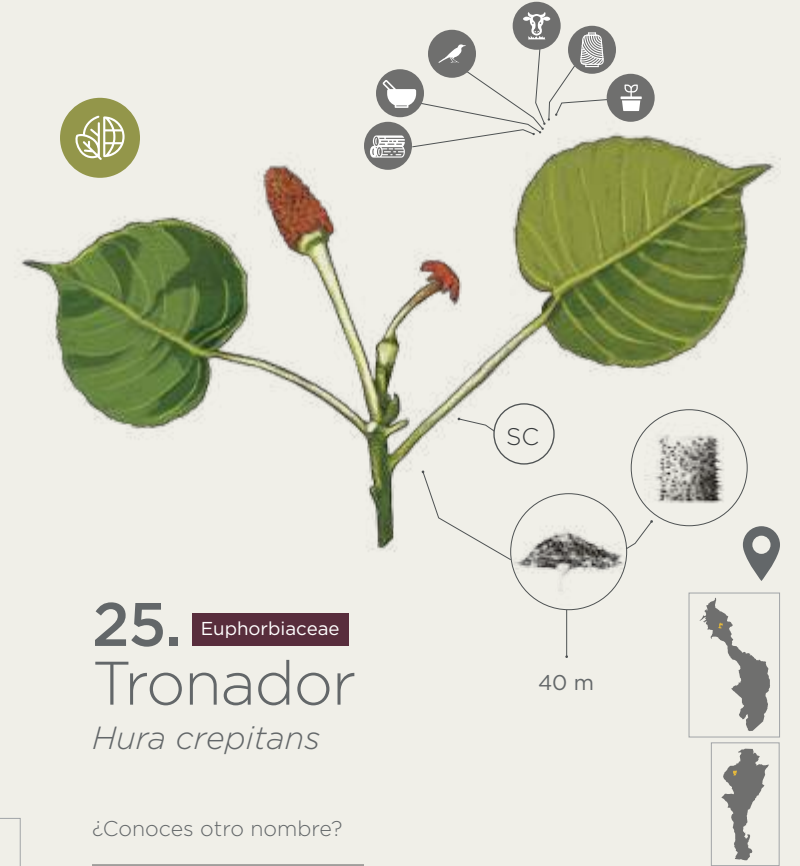 SC
25. Euphorbiaceae
Tronador
40 m
Hura crepitans
¿Conoces otro nombre?